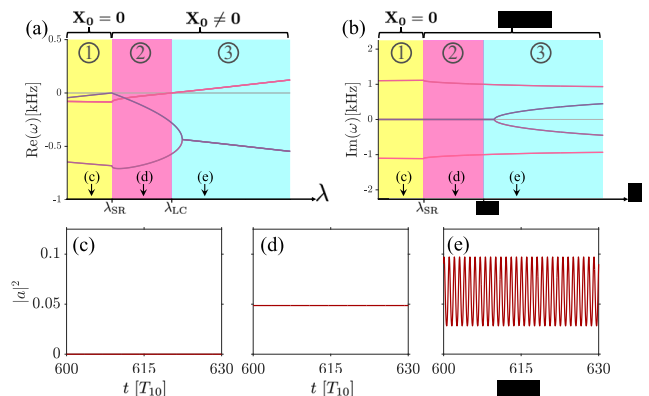 X₀ = 0 X₀ ≠ 0 X₀ = 0
(a) (b)
① ② ③ ① ② ③
0.5 0 -0.5 -1
Re(ω)[kHz]
2 1 0 -1 -2
Im(ω)[kHz]
(c) (d) (e) (c) (d) (e)
λ_SR λ_LC λ λ_SR
(c) (d) (e)
0.1 0.05 0
|a|²
600 615 630 600 615 630 600 615 630
t [T₁₀] t [T₁₀]